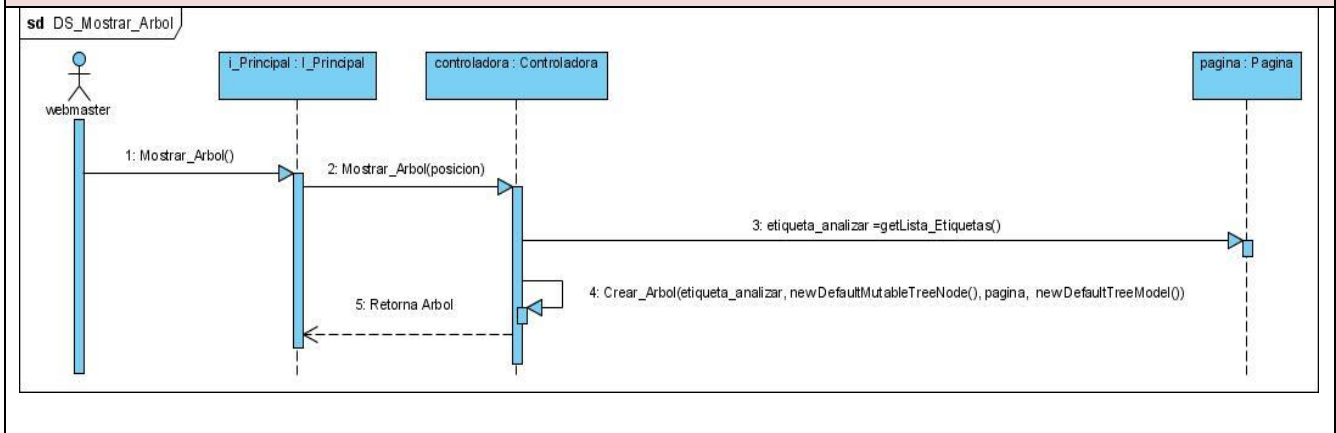 sd DS_Mostrar_Arbol
i_Principal : I_Principal
controladora : Controladora
pagina : Pagina
webmaster
1: Mostrar_Arbol()
2: Mostrar_Arbol(posicion)
3: etiqueta_analizar =getLista_Etiquetas()
4: Crear_Arbol(etiqueta_analizar, newDefaultMutableTreeNode(), pagina, newDefaultTreeModel())
5: Retorna Arbol